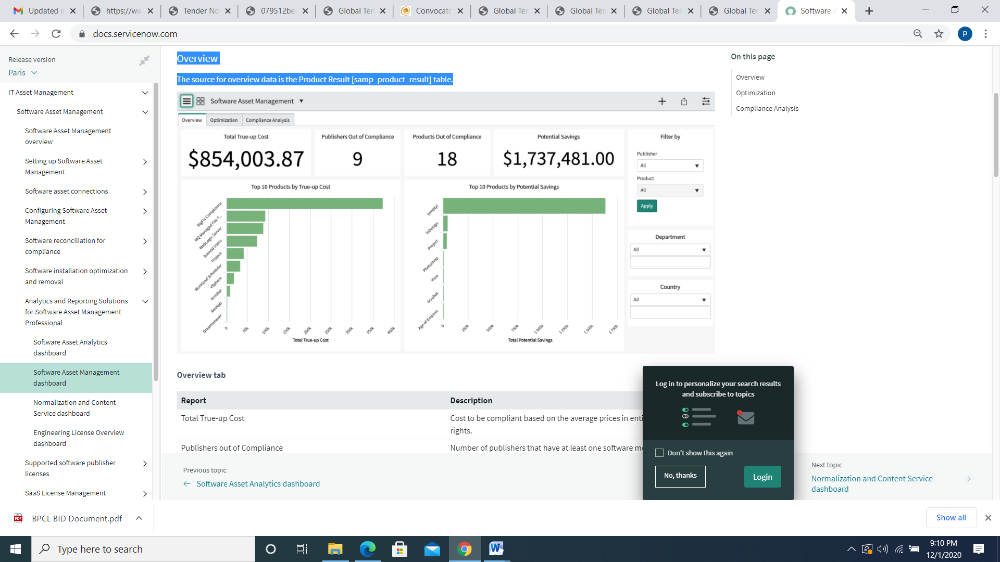 Updated i
https://ww
Tender No
079512be-
Global Ten
Convocato
Global Ten
Global Ten
Global Ten
Global Ten
Software A
docs.servicenow.com
p
Release version
Paris
IT Asset Management
Software Asset Management
Software Asset Management
overview
Setting up Software Asset
Management
Software asset connections
Configuring Software Asset
Management
Software reconciliation for
compliance
Software installation optimization
and removal
Analytics and Reporting Solutions
for Software Asset Management
Professional
Software Asset Analytics
dashboard
Software Asset Management
dashboard
Normalization and Content
Service dashboard
Engineering License Overview
dashboard
Supported software publisher
licenses
SaaS License Management
Overview
The source for overview data is the Product Result [samp_product_result] table.
Software Asset Management
Overview
Optimization
Compliance Analysis
Total True-up Cost
$854,003.87
Publishers Out of Compliance
9
Products Out of Compliance
18
Potential Savings
$1,737,481.00
Filter by
Publisher
All
Product
All
Apply
Department
All
Country
All
Top 10 Products by True-up Cost
BigFix Compliance
MQ Managed File T...
WebLogic Server
Named Users
Project
Workload Scheduler
vSphere
Acrobat
XenApp
Dreamweaver
0
50k
100k
150k
200k
250k
300k
350k
400k
Total True-up Cost
Top 10 Products by Potential Savings
(empty)
InDesign
Project
Photoshop
Visio
Acrobat
Age of Empires
0
250k
500k
750k
1 000k
1 250k
1 500k
1 750k
Total Potential Savings
On this page
Overview
Optimization
Compliance Analysis
Overview tab
Report
Description
Total True-up Cost
Cost to be compliant based on the average prices in enti
rights.
Publishers out of Compliance
Number of publishers that have at least one software m
Log in to personalize your search results
and subscribe to topics
Don't show this again
No, thanks
Login
Previous topic
Software Asset Analytics dashboard
Next topic
Normalization and Content Service
dashboard
PDF
BPCL BID Document.pdf
Show all
Type here to search
9:10 PM
12/1/2020